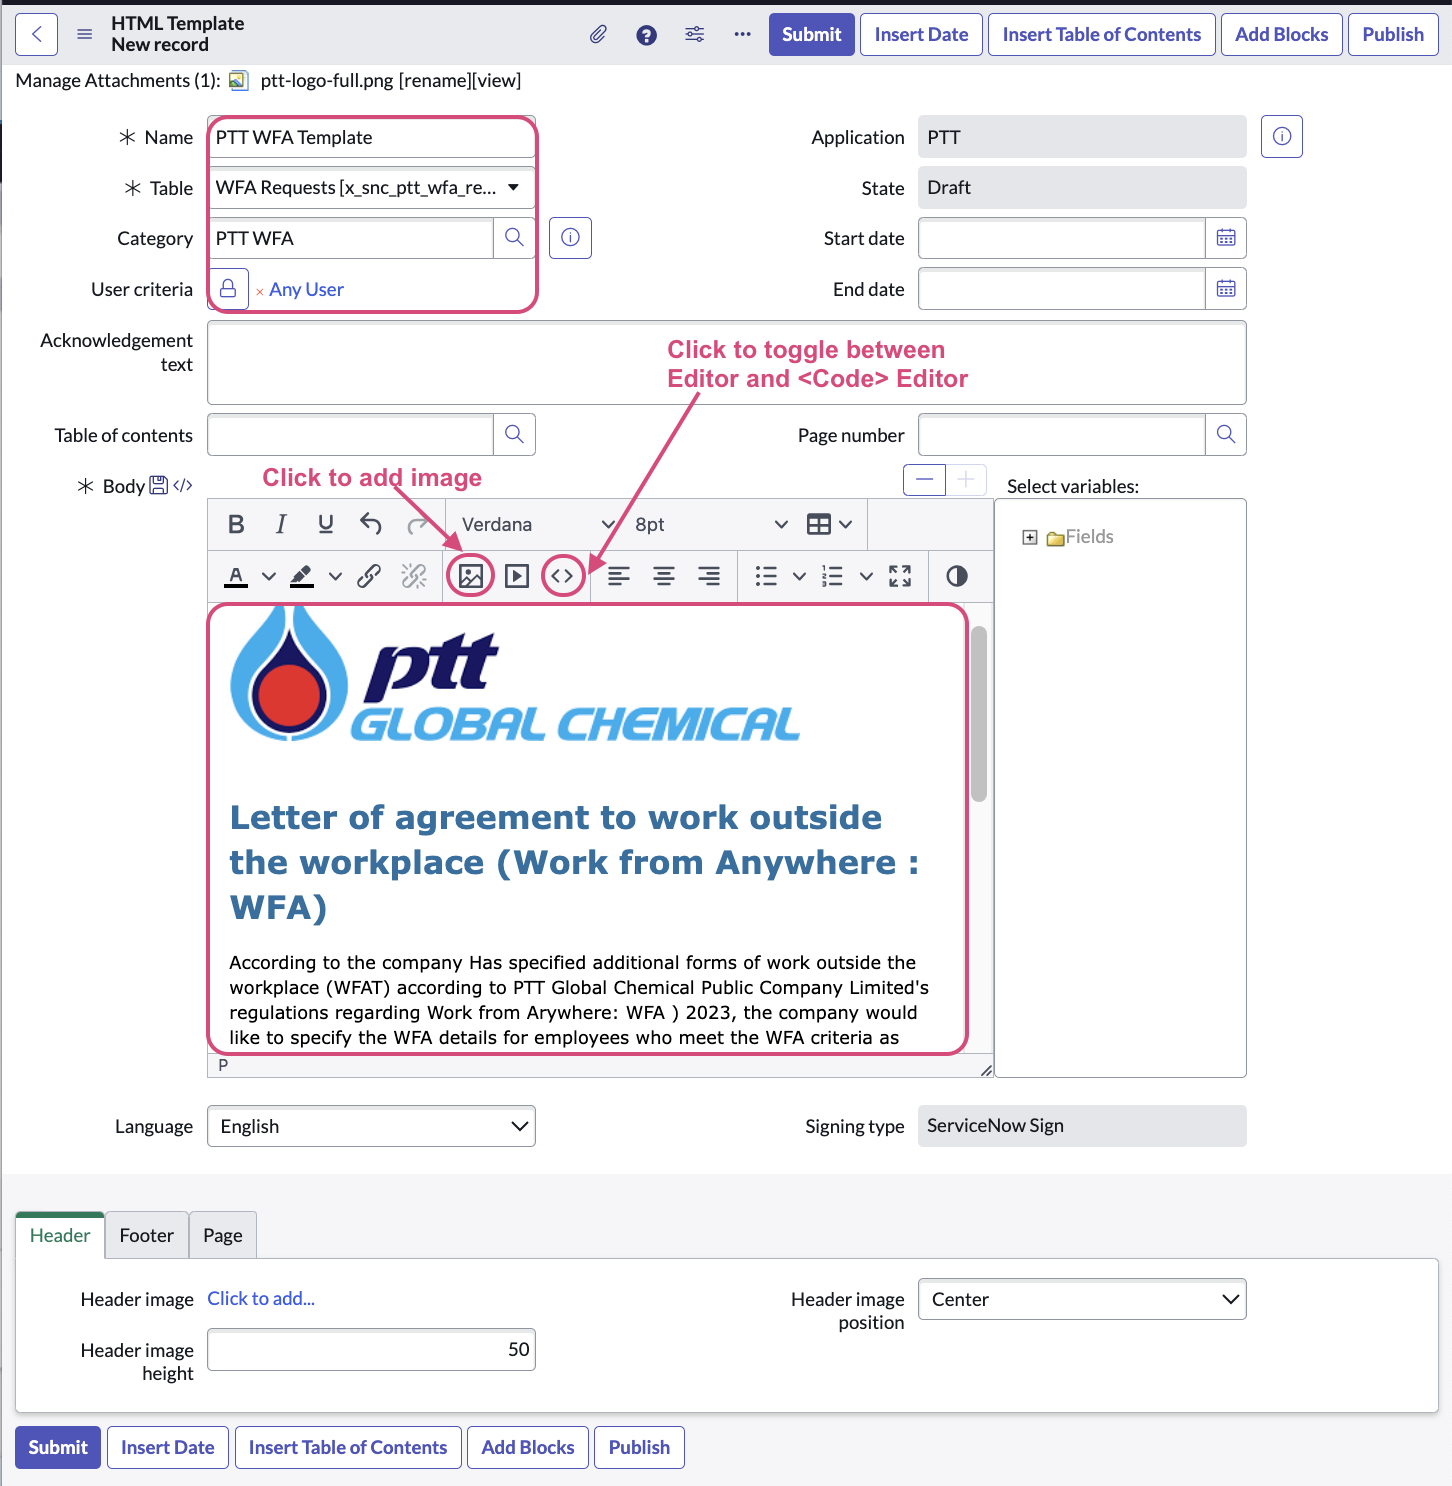 HTML Template
New record
Submit
Insert Date
Insert Table of Contents
Add Blocks
Publish
Manage Attachments (1): ptt-logo-full.png [rename][view]
Name
PTT WFA Template
Application
PTT
Table
WFA Requests [x_snc_ptt_wfa_re...
State
Draft
Category
PTT WFA
Start date
User criteria
× Any User
End date
Acknowledgement
text
Click to toggle between
Editor and <Code> Editor
Table of contents
Page number
Click to add image
Body
</>
Select variables:
B I U
Verdana
8pt
Fields
A
ptt
GLOBAL CHEMICAL
Letter of agreement to work outside
the workplace (Work from Anywhere :
WFA)
According to the company Has specified additional forms of work outside the
workplace (WFAT) according to PTT Global Chemical Public Company Limited's
regulations regarding Work from Arywhere: WFA ) 2023, the company would
like to specify the WFA details for employees who meet the WFA criteria as
P
Language
English
Signing type
ServiceNow Sign
Header
Footer
Page
Header image
Click to add...
Header image
position
Center
Header image
height
50
Submit
Insert Date
Insert Table of Contents
Add Blocks
Publish